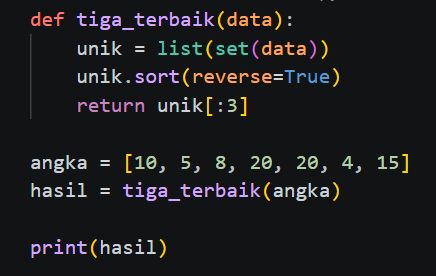 def tiga_terbaik(data):
    unik = list(set(data))
    unik.sort(reverse=True)
    return unik[:3]

angka = [10, 5, 8, 20, 20, 4, 15]
hasil = tiga_terbaik(angka)

print(hasil)